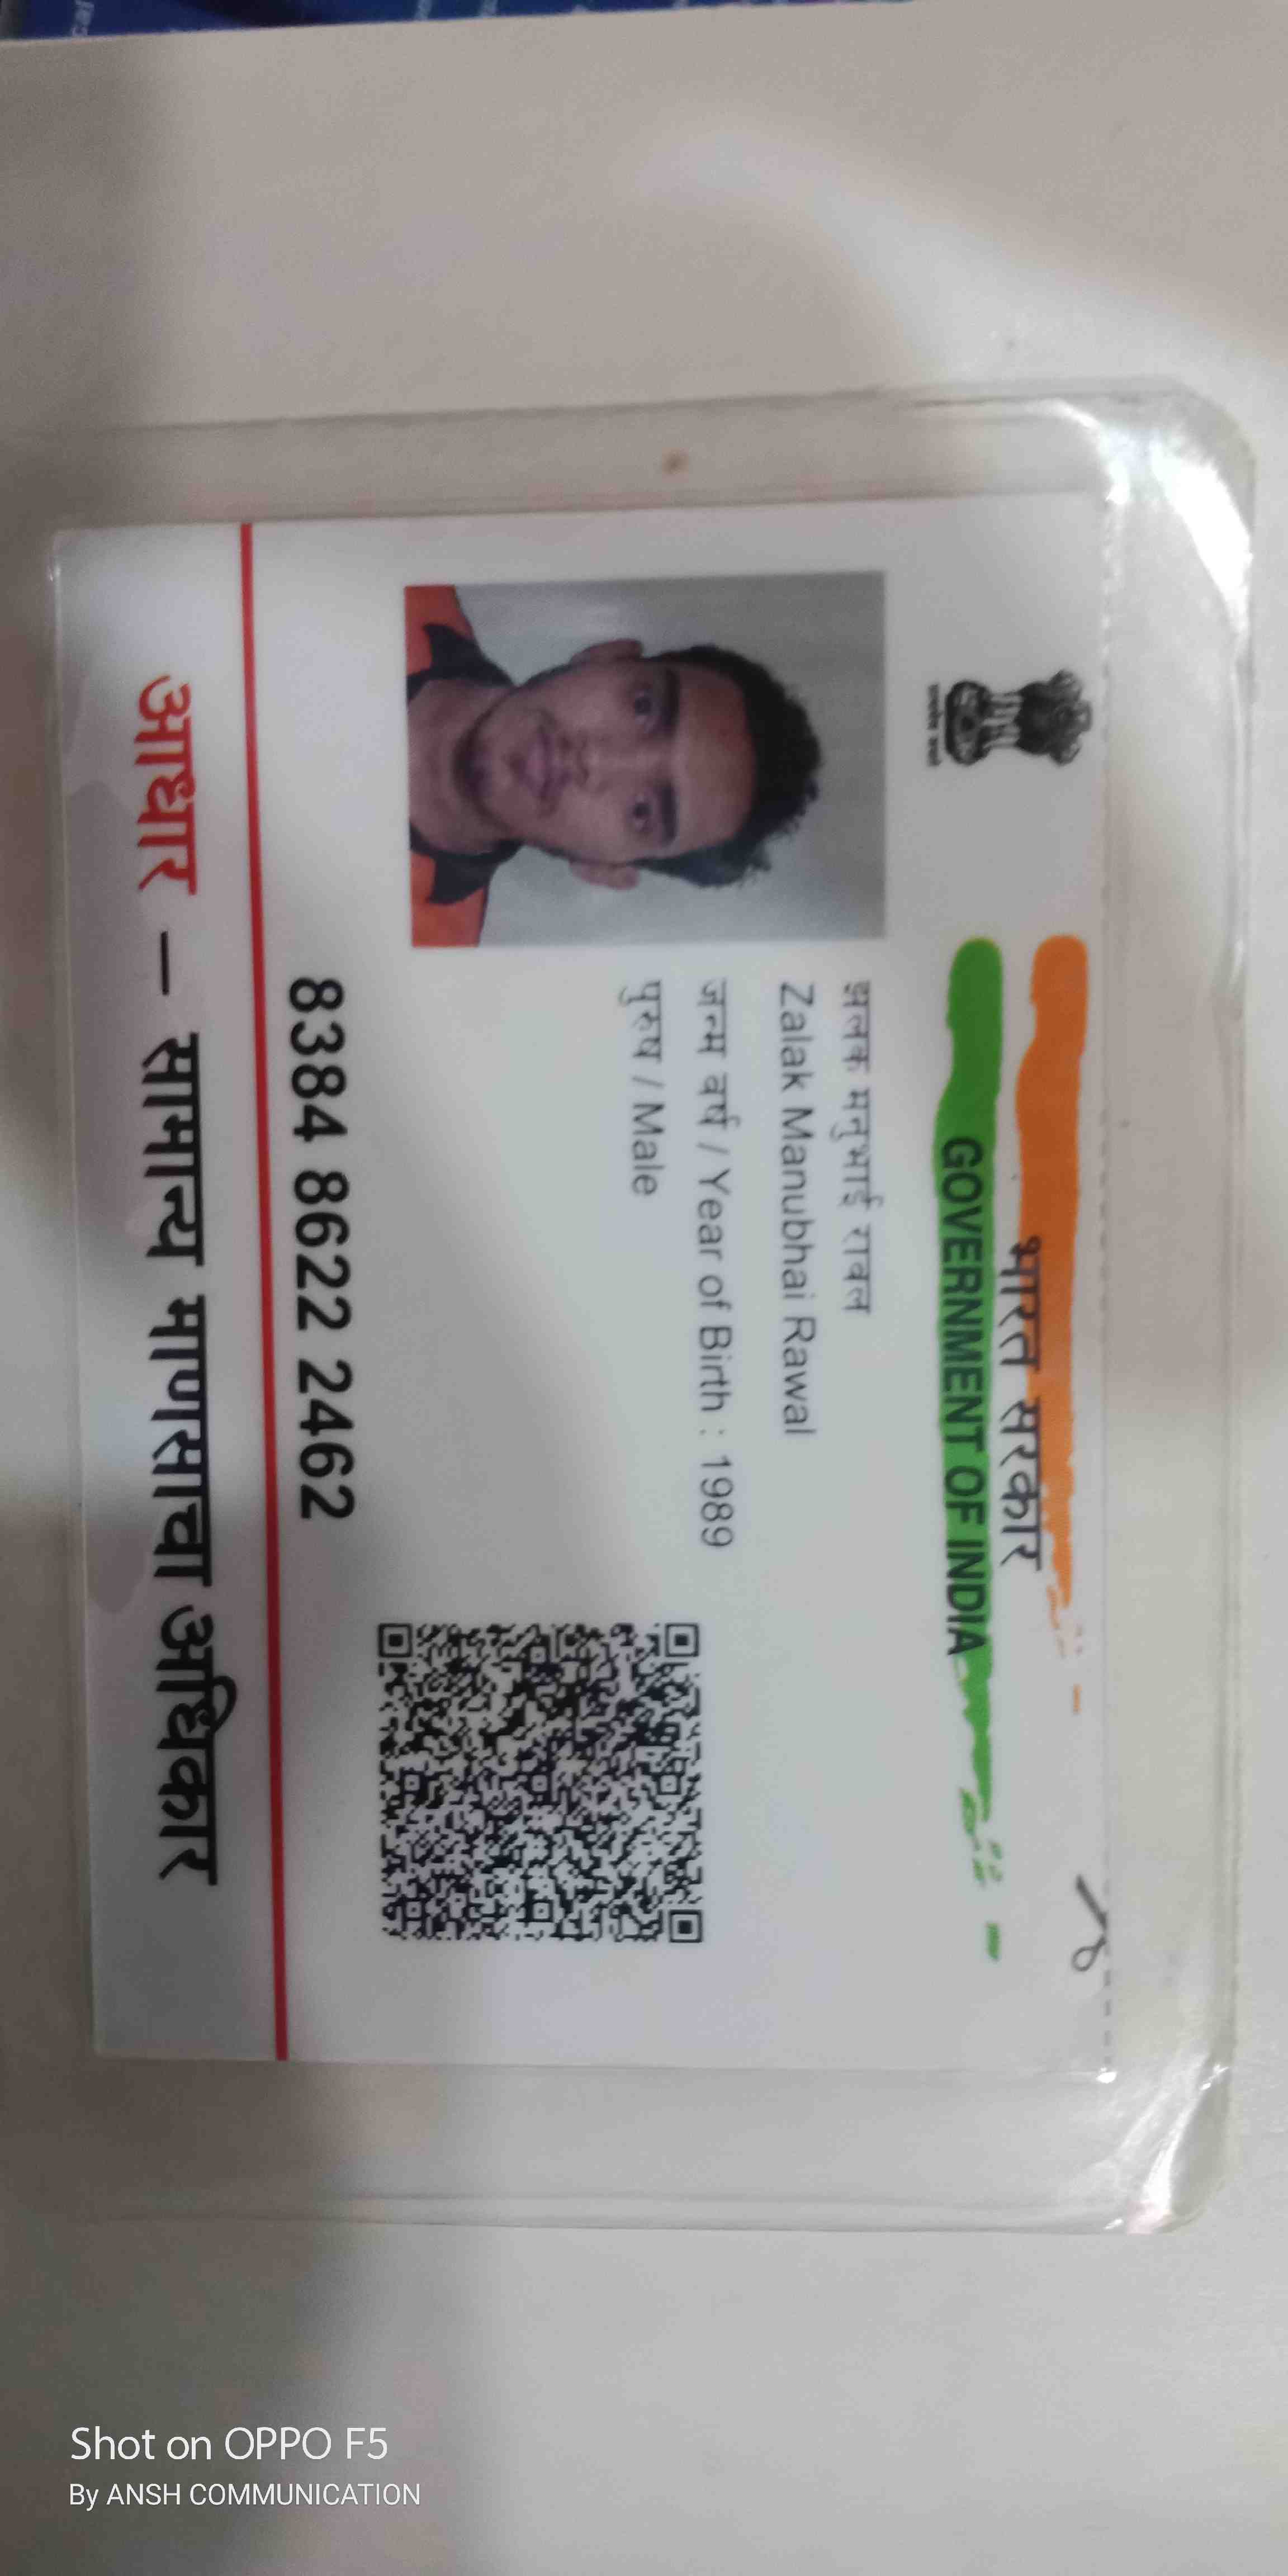 भारत सरकार
GOVERNMENT OF INDIA
झलक मनुभाई रावल
Zalak Manubhai Rawal
जन्म वर्ष / Year of Birth : 1989
पुरुष / Male
8384 8622 2462
आधार – सामान्य माणसाचा अधिकार
Shot on OPPO F5
By ANSH COMMUNICATION